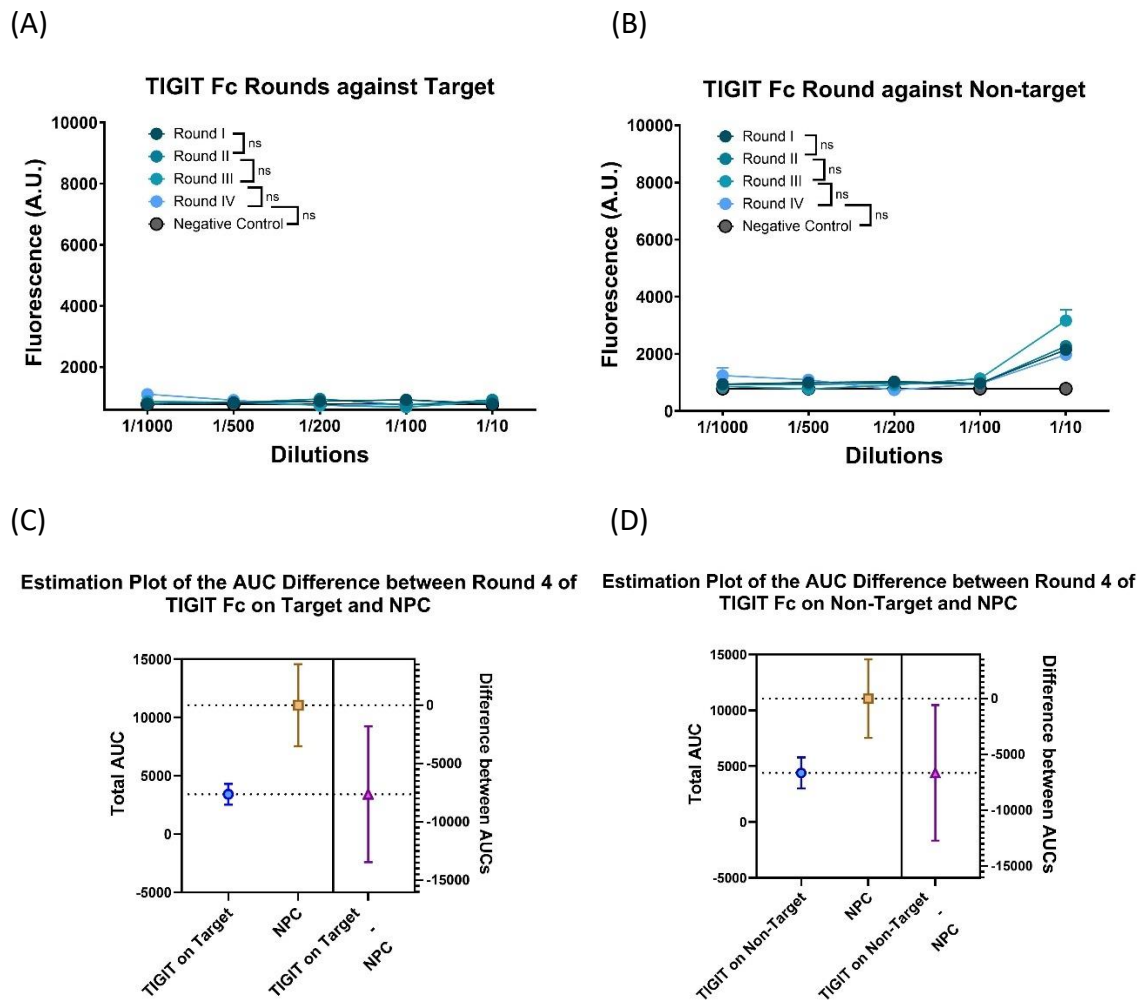 (A)
TIGIT Fc Rounds against Target
10000
8000
6000
4000
2000
Fluorescence (A.U.)
Round I
Round II
Round III
Round IV
Negative Control
ns
ns
ns
ns
1/1000 1/500 1/200 1/100 1/10
Dilutions
(B)
TIGIT Fc Round against Non-target
10000
8000
6000
4000
2000
0
Fluorescence (A.U.)
Round I
Round II
Round III
Round IV
Negative Control
ns
ns
ns
ns
1/1000 1/500 1/200 1/100 1/10
Dilutions
(C)
Estimation Plot of the AUC Difference between Round 4 of
TIGIT Fc on Target and NPC
15000
10000
5000
0
-5000
Total AUC
0
-5000
-10000
-15000
Difference between AUCs
TIGIT on Target
NPC
TIGIT on Target
-
NPC
(D)
Estimation Plot of the AUC Difference between Round 4 of
TIGIT Fc on Non-Target and NPC
15000
10000
5000
0
-5000
Total AUC
0
-5000
-10000
-15000
Difference between AUCs
TIGIT on Non-Target
NPC
TIGIT on Non-Target
-
NPC